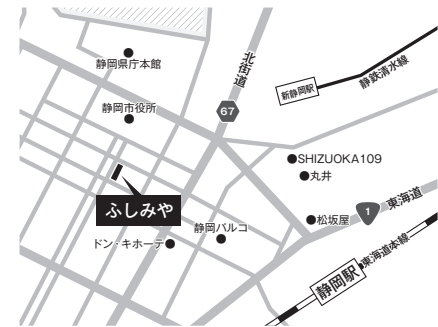 静岡県庁本館
北街道
静鉄清水線
新静岡駅
静岡市役所
67
SHIZUOKA109
丸井
ふしみや
東海道
1
松坂屋
静岡パルコ
ドン・キホーテ
東海道本線
静岡駅